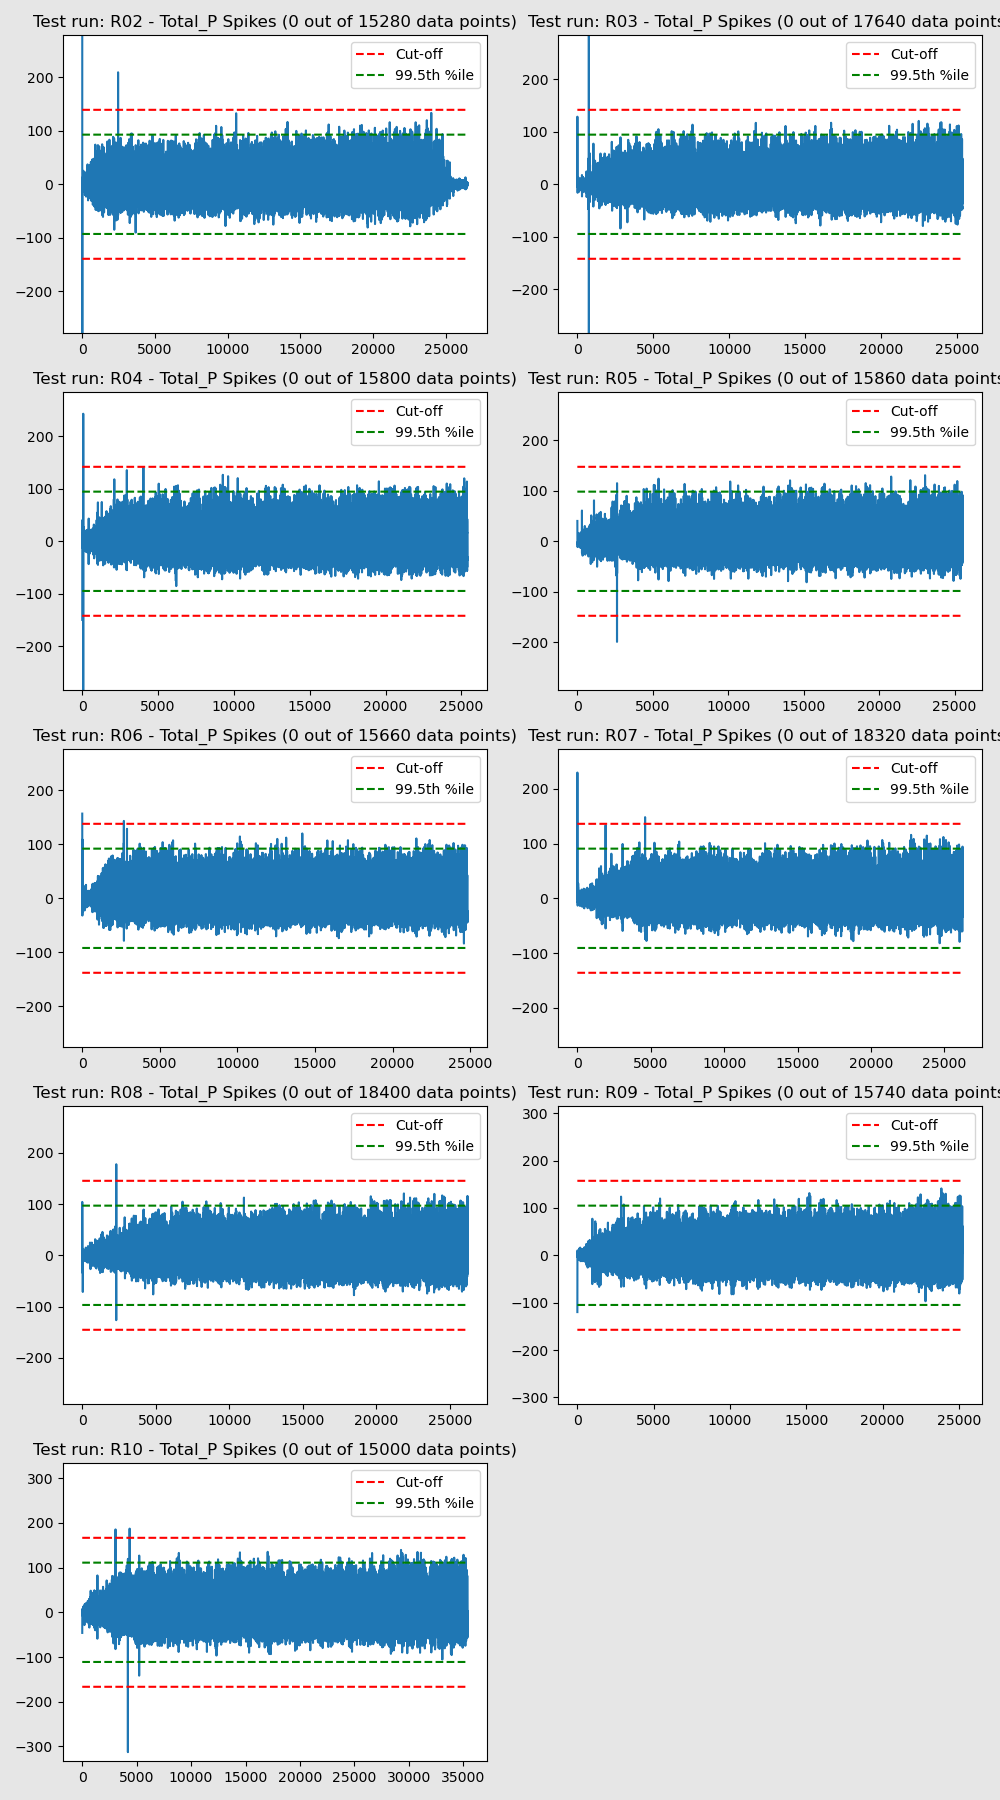 Test run: R02 - Total_P Spikes (0 out of 15280 data points)
Cut-off
99.5th %ile
200
100
0
−100
−200
0 5000 10000 15000 20000 25000
Test run: R03 - Total_P Spikes (0 out of 17640 data points
Cut-off
99.5th %ile
200
100
0
−100
−200
0 5000 10000 15000 20000 25000
Test run: R04 - Total_P Spikes (0 out of 15800 data points)
Cut-off
99.5th %ile
200
100
0
−100
−200
0 5000 10000 15000 20000 25000
Test run: R05 - Total_P Spikes (0 out of 15860 data points
Cut-off
99.5th %ile
200
100
0
−100
−200
0 5000 10000 15000 20000 25000
Test run: R06 - Total_P Spikes (0 out of 15660 data points)
Cut-off
99.5th %ile
200
100
0
−100
−200
0 5000 10000 15000 20000 25000
Test run: R07 - Total_P Spikes (0 out of 18320 data points
Cut-off
99.5th %ile
200
100
0
−100
−200
0 5000 10000 15000 20000 25000
Test run: R08 - Total_P Spikes (0 out of 18400 data points)
Cut-off
99.5th %ile
200
100
0
−100
−200
0 5000 10000 15000 20000 25000
Test run: R09 - Total_P Spikes (0 out of 15740 data points
Cut-off
99.5th %ile
300
200
100
0
−100
−200
−300
0 5000 10000 15000 20000 25000
Test run: R10 - Total_P Spikes (0 out of 15000 data points)
Cut-off
99.5th %ile
300
200
100
0
−100
−200
−300
0 5000 10000 15000 20000 25000 30000 35000